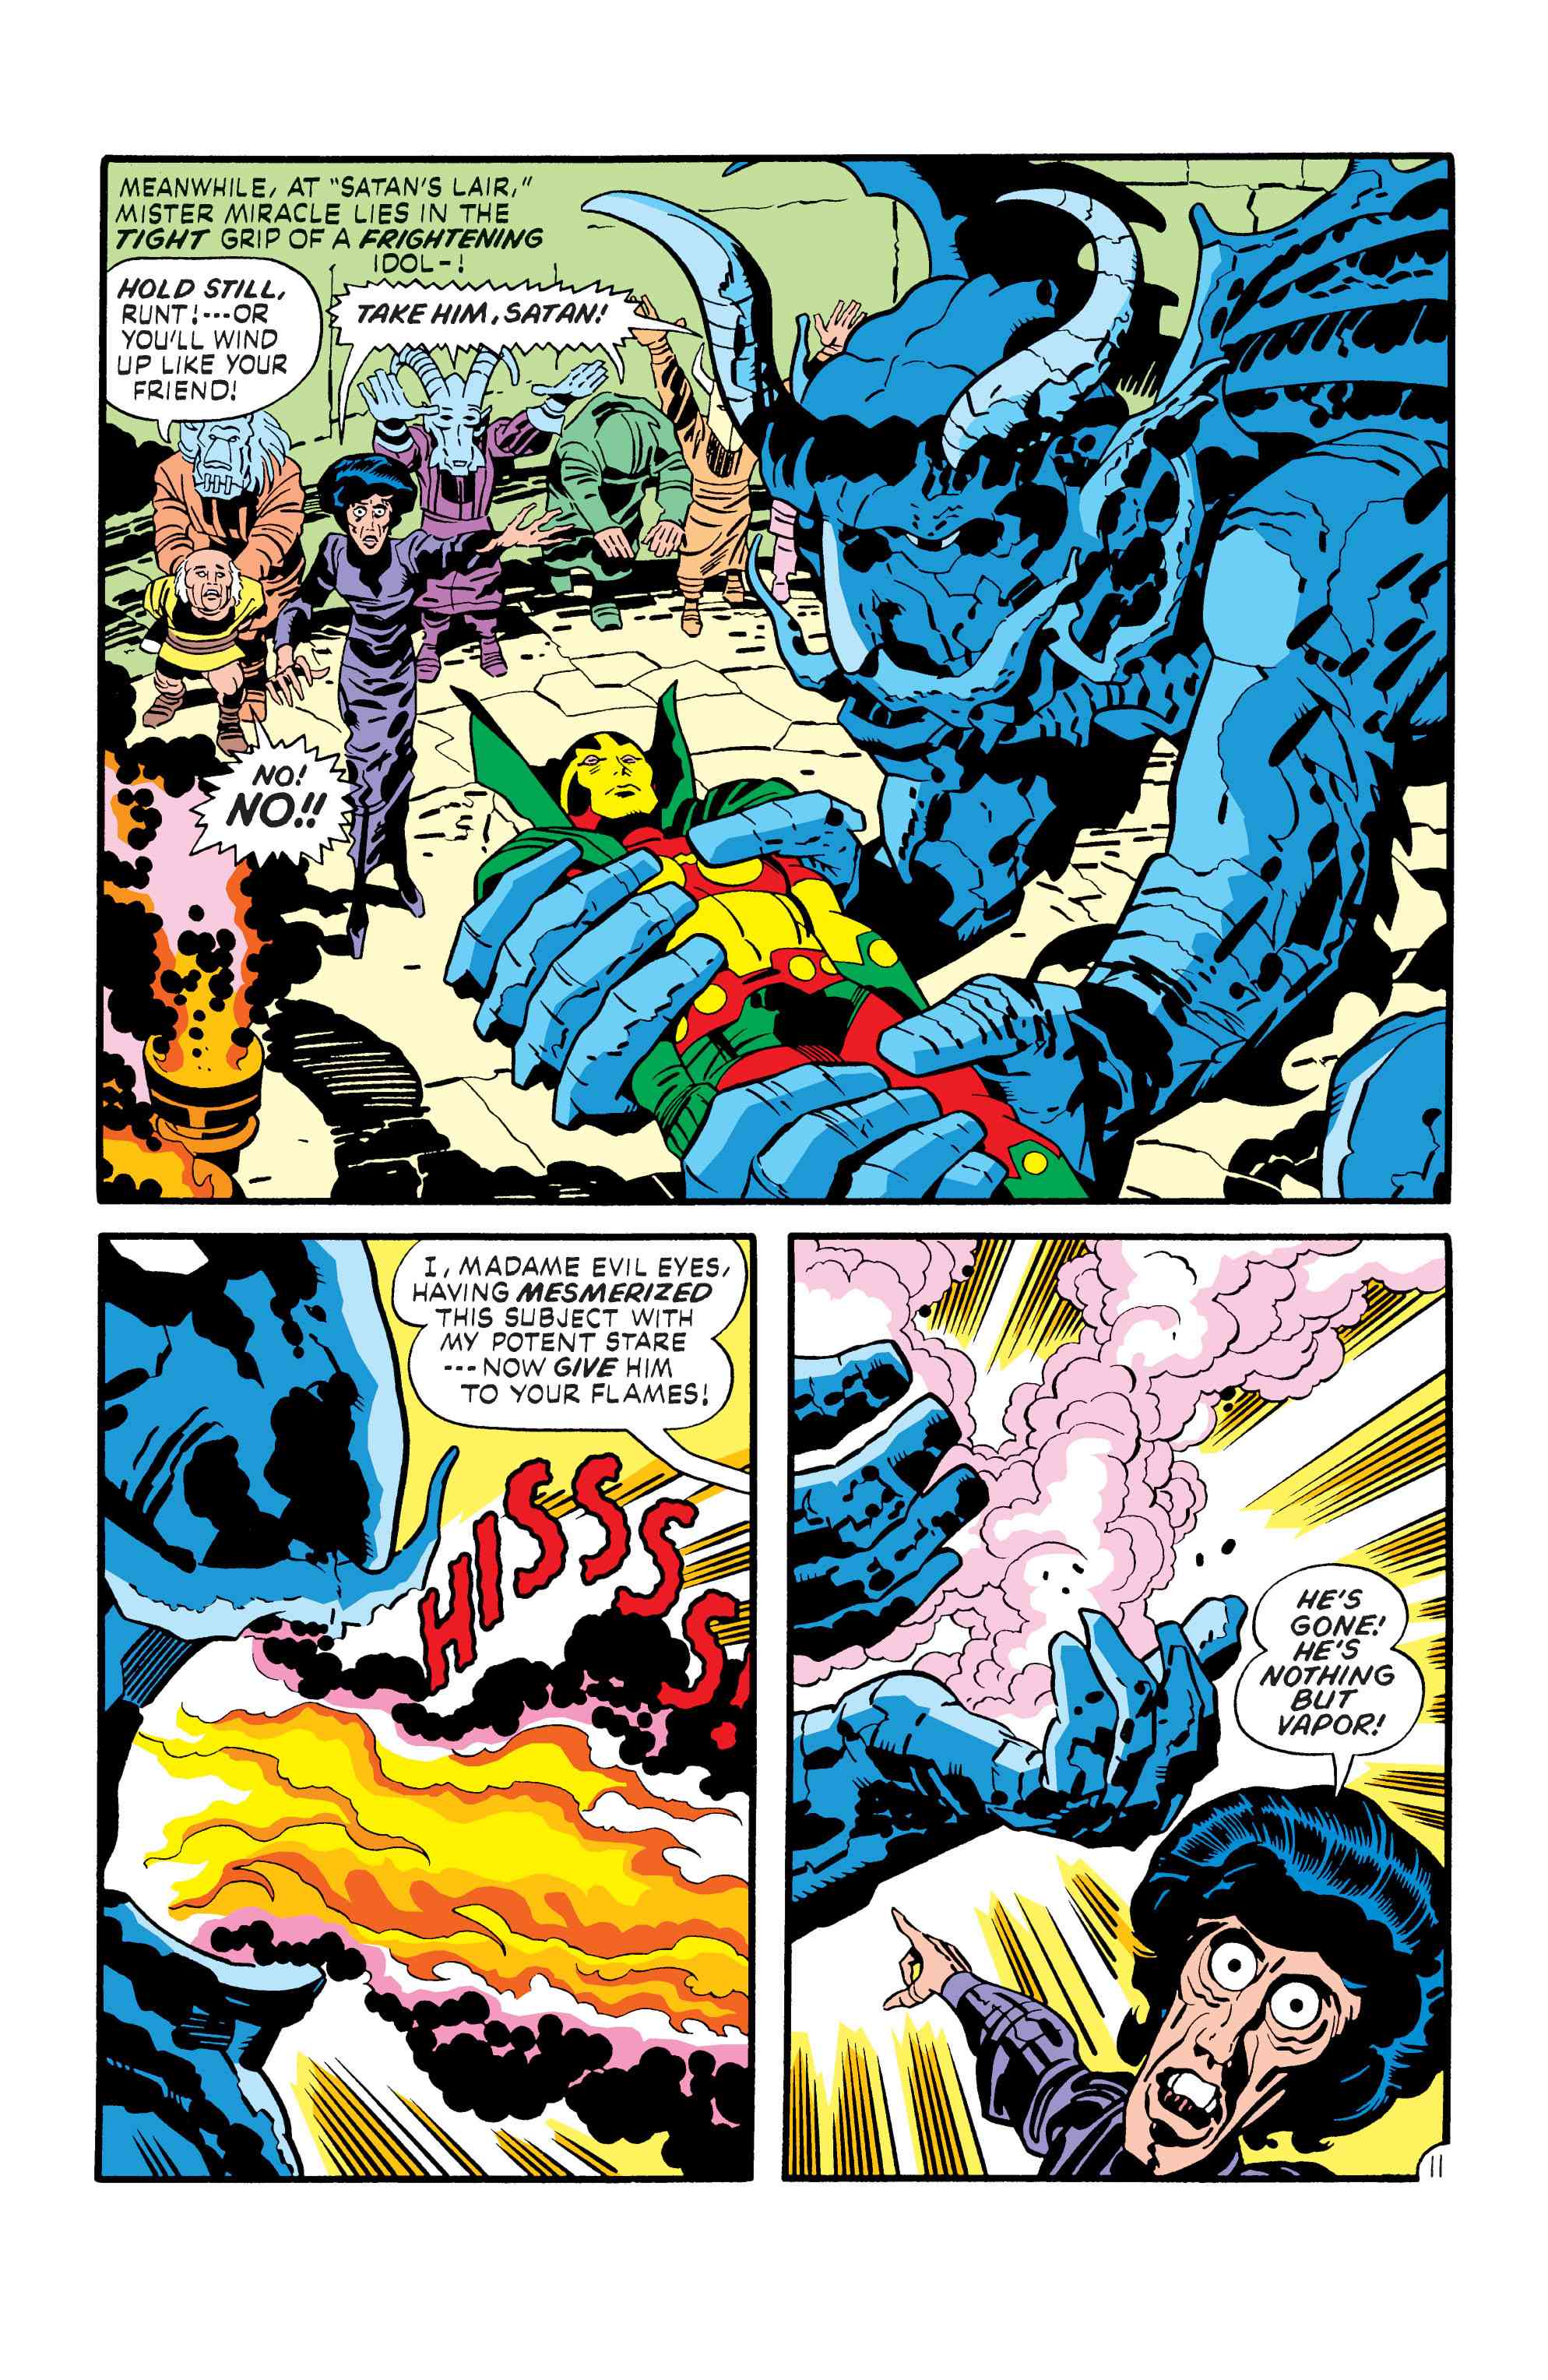 MEANWHILE, AT "SATAN'S LAIR,"
MISTER MIRACLE LIES IN THE
TIGHT GRIP OF A FRIGHTENING
IDOL-!
HOLD STILL,
RUNT!---OR
YOU'LL WIND
UP LIKE YOUR
FRIEND!
TAKE HIM, SATAN!
NO!
NO!!
I, MADAME EVIL EYES,
HAVING MESMERIZED
THIS SUBJECT WITH
MY POTENT STARE
---NOW GIVE HIM
TO YOUR FLAMES!
HISSSSS!
HE'S
GONE!
HE'S
NOTHING
BUT
VAPOR!
11